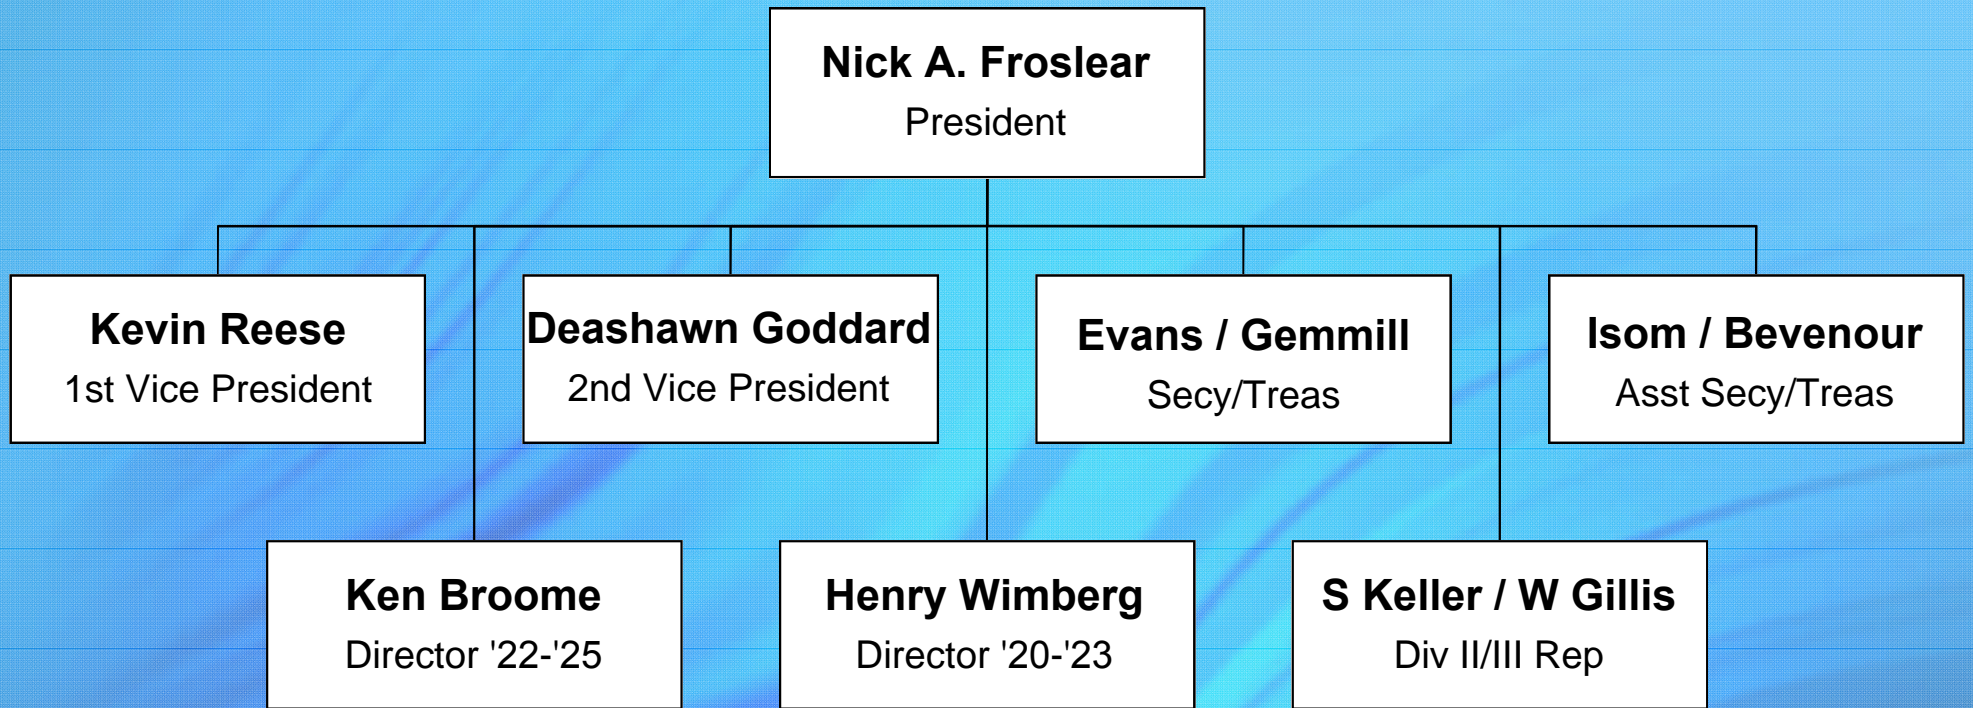 Nick A. Froslear
President
Kevin Reese
1st Vice President
Deashawn Goddard
2nd Vice President
Evans / Gemmill
Secy/Treas
Isom / Bevenour
Asst Secy/Treas
Ken Broome
Director '22-'25
Henry Wimberg
Director '20-'23
S Keller / W Gillis
Div II/III Rep